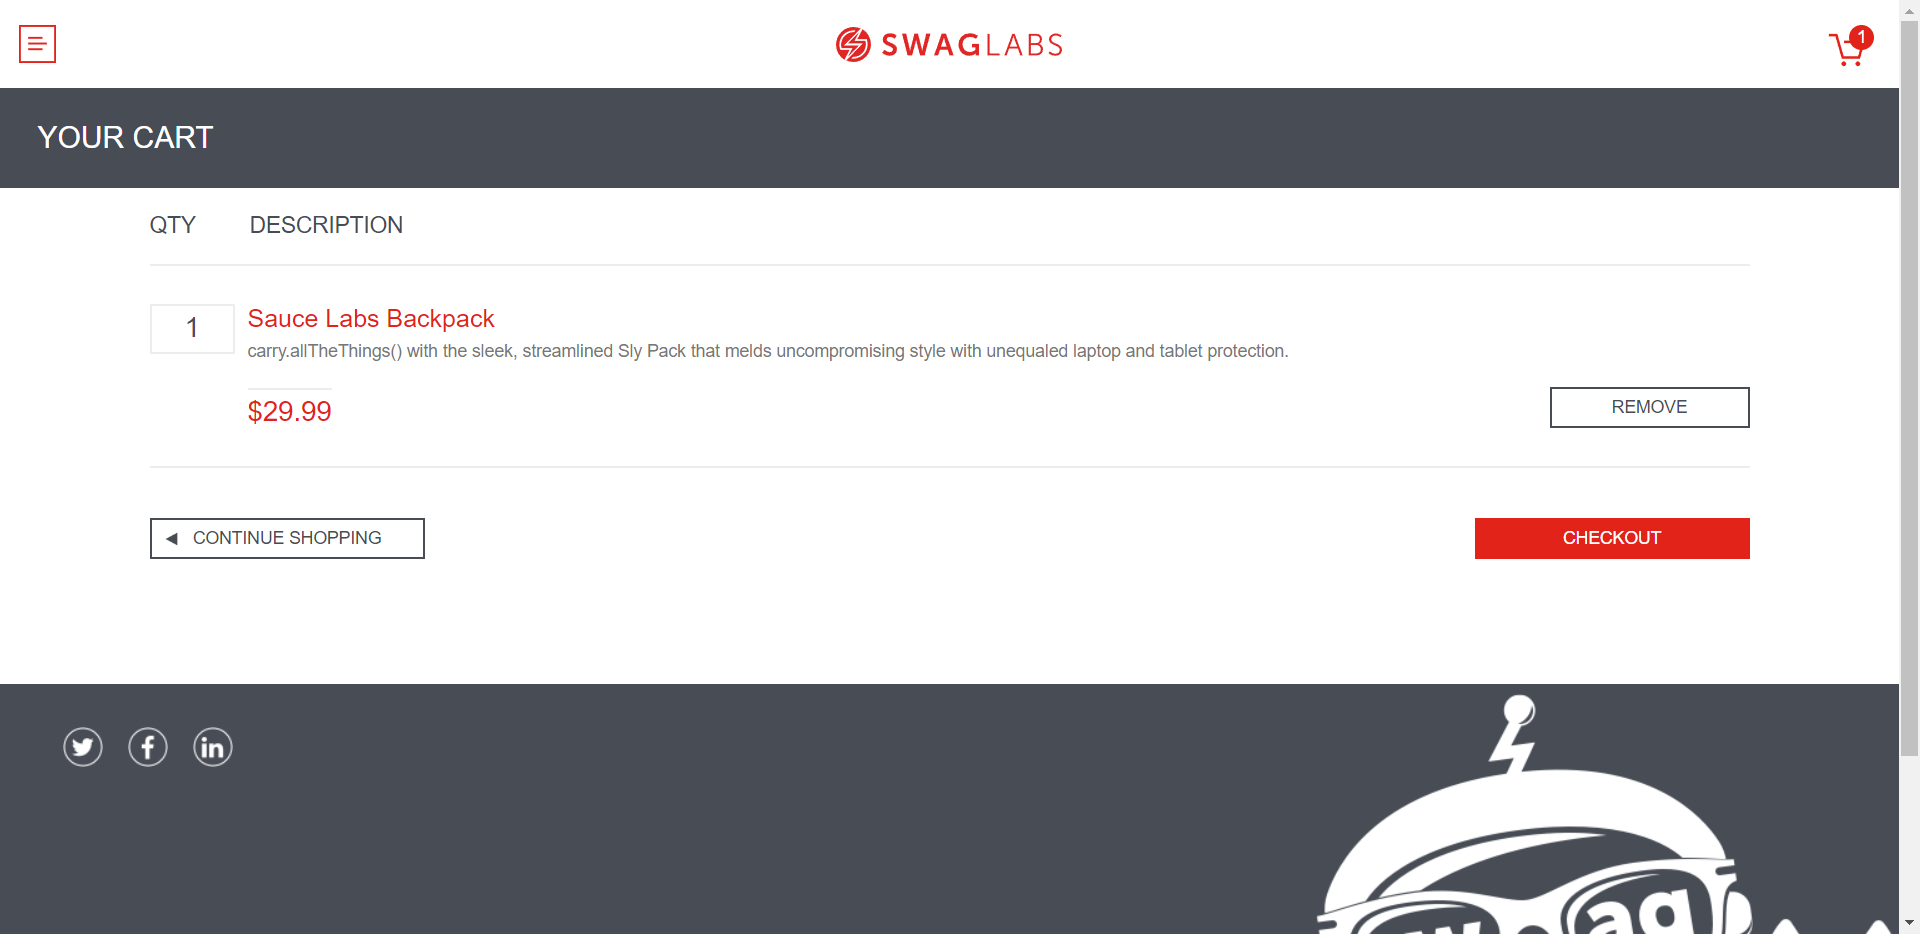 SWAGLABS
1
YOUR CART
QTY DESCRIPTION
1
Sauce Labs Backpack
carry.allTheThings() with the sleek, streamlined Sly Pack that melds uncompromising style with unequaled laptop and tablet protection.
$29.99
REMOVE
CONTINUE SHOPPING
CHECKOUT